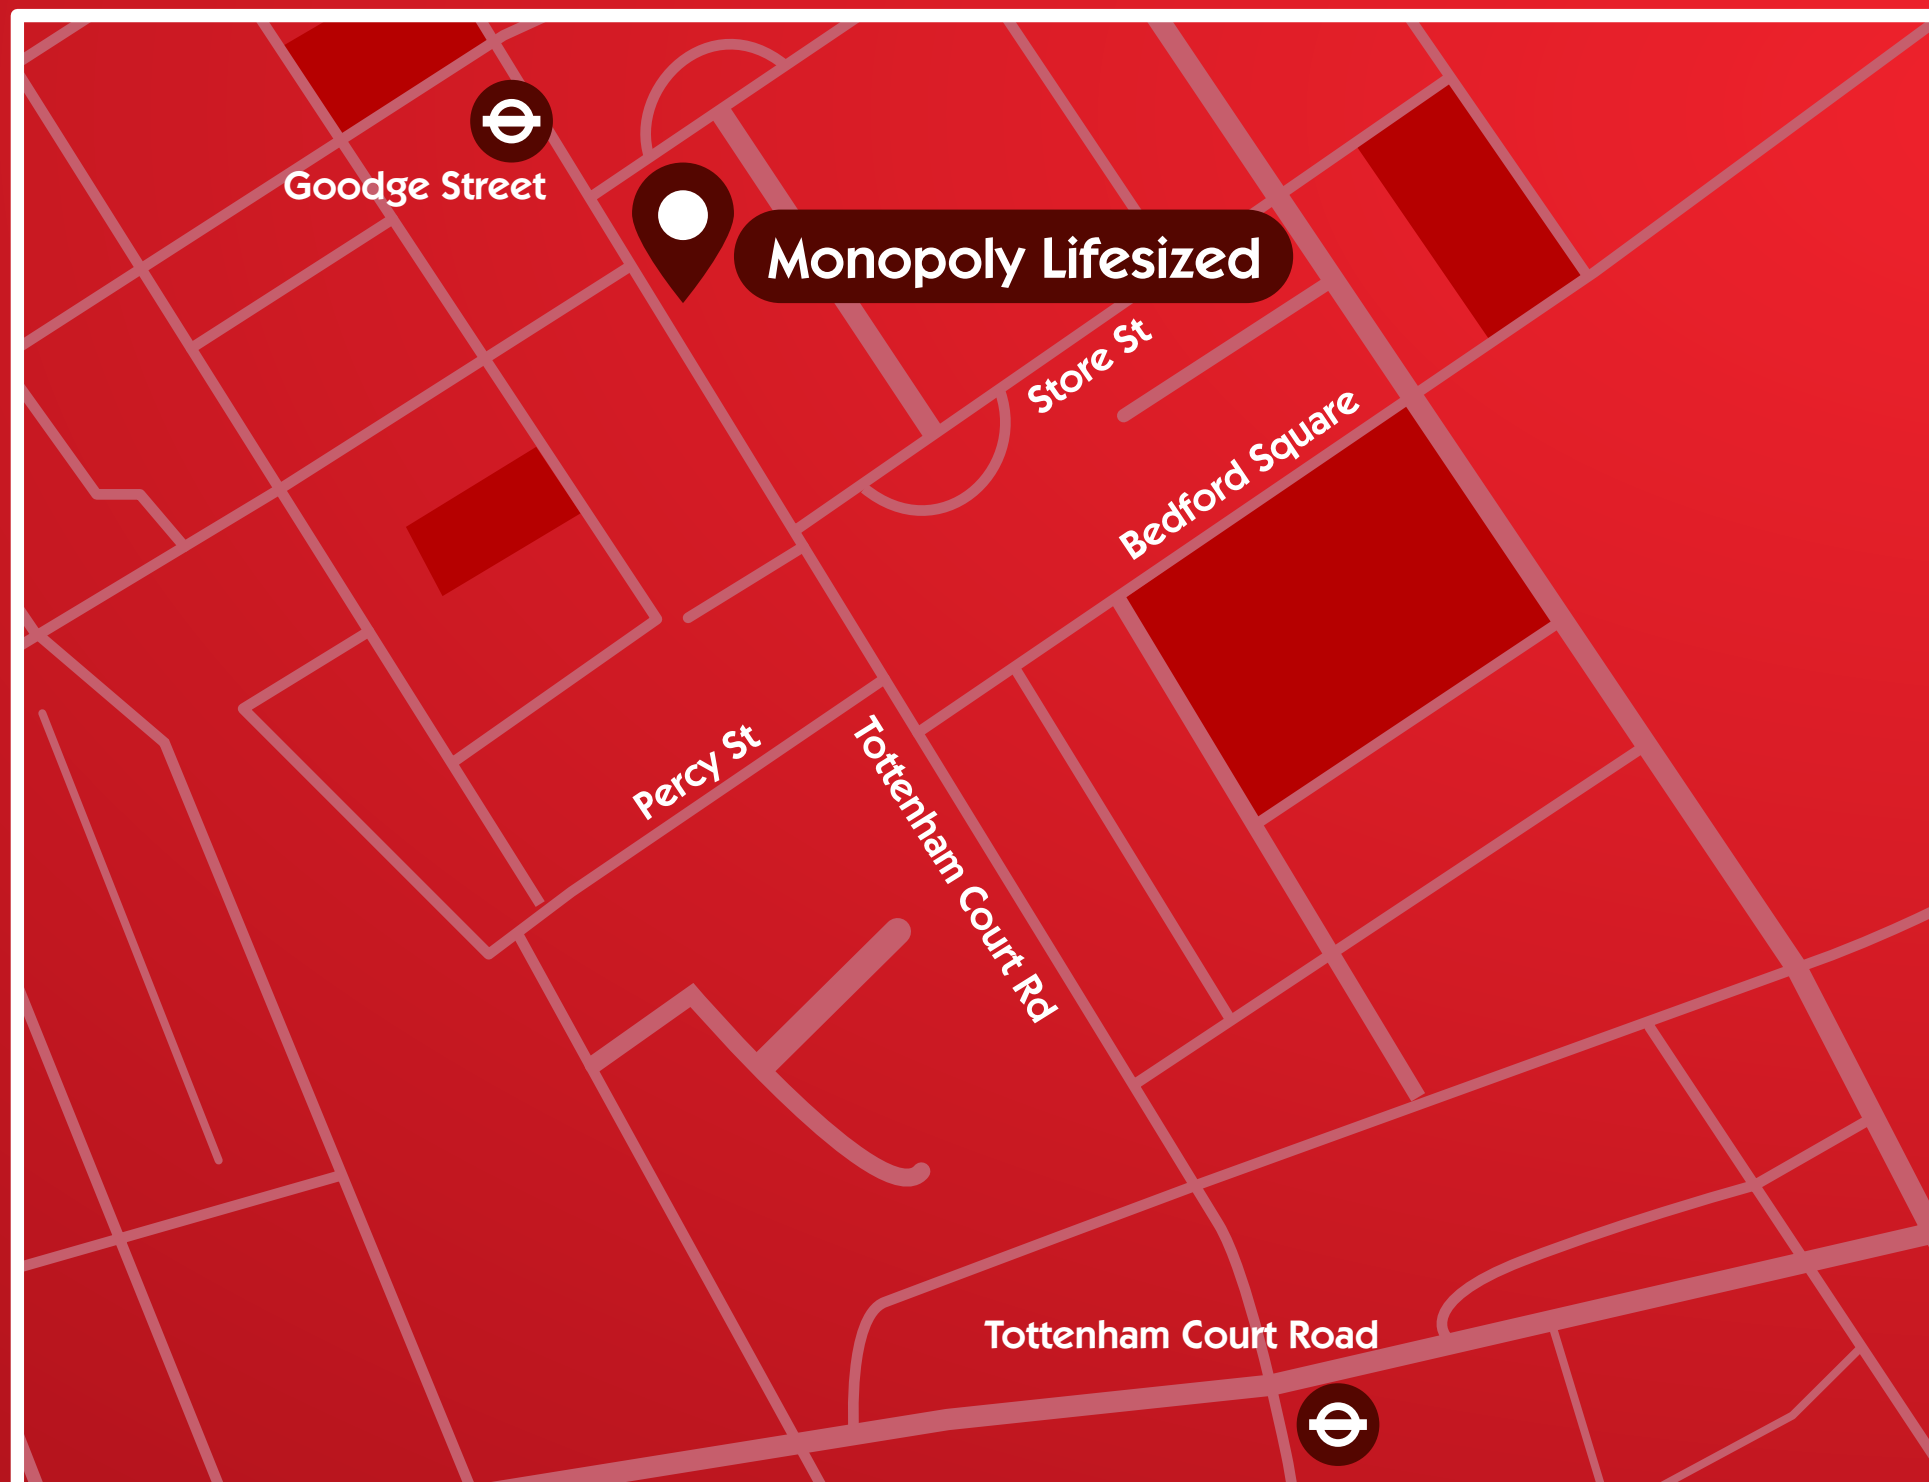 Goodge Street
Monopoly Lifesized
Store St
Bedford Square
Percy St
Tottenham Court Rd
Tottenham Court Road